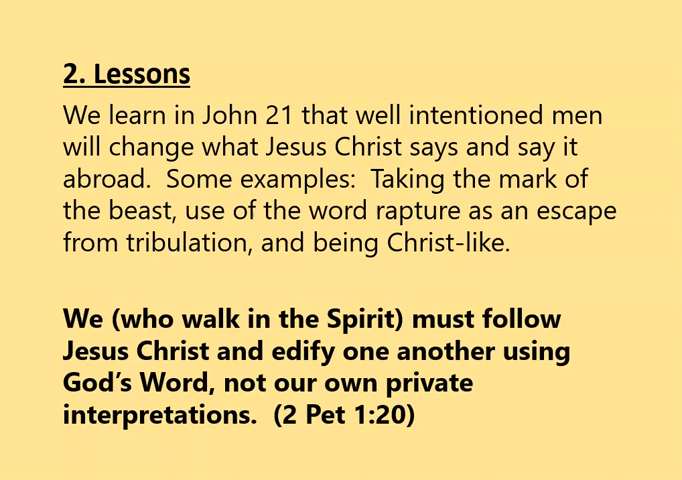 2. Lessons
We learn in John 21 that well intentioned men
will change what Jesus Christ says and say it
abroad.  Some examples:  Taking the mark of
the beast, use of the word rapture as an escape
from tribulation, and being Christ-like.
We (who walk in the Spirit) must follow
Jesus Christ and edify one another using
God’s Word, not our own private
interpretations.  (2 Pet 1:20)